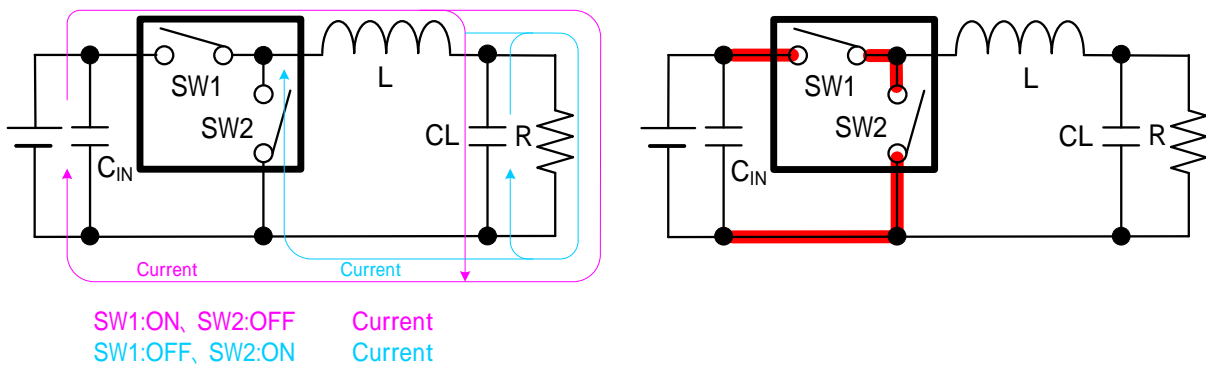 SW1
L
SW2
CL
R
CIN
Current
Current
SW1:ON、SW2:OFF Current
SW1:OFF、SW2:ON Current
SW1
L
SW2
CL
R
CIN